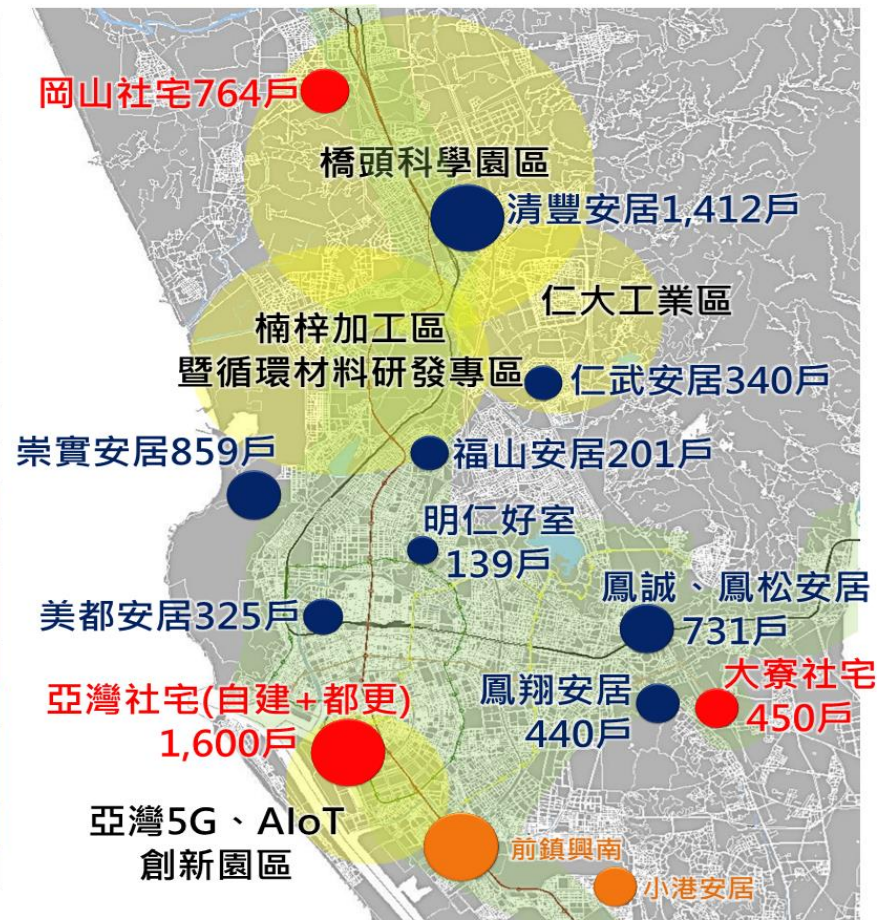 岡山社宅764戶
橋頭科學園區
清豐安居1,412戶
仁大工業區
楠梓加工區
暨循環材料研發專區
仁武安居340戶
崇實安居859戶
福山安居201戶
明仁好室
139戶
鳳誠、鳳松安居
731戶
美都安居325戶
大寮社宅
450戶
鳳翔安居
440戶
亞灣社宅(自建+都更)
1,600戶
亞灣5G、AIoT
創新園區
前鎮興南
小港安居